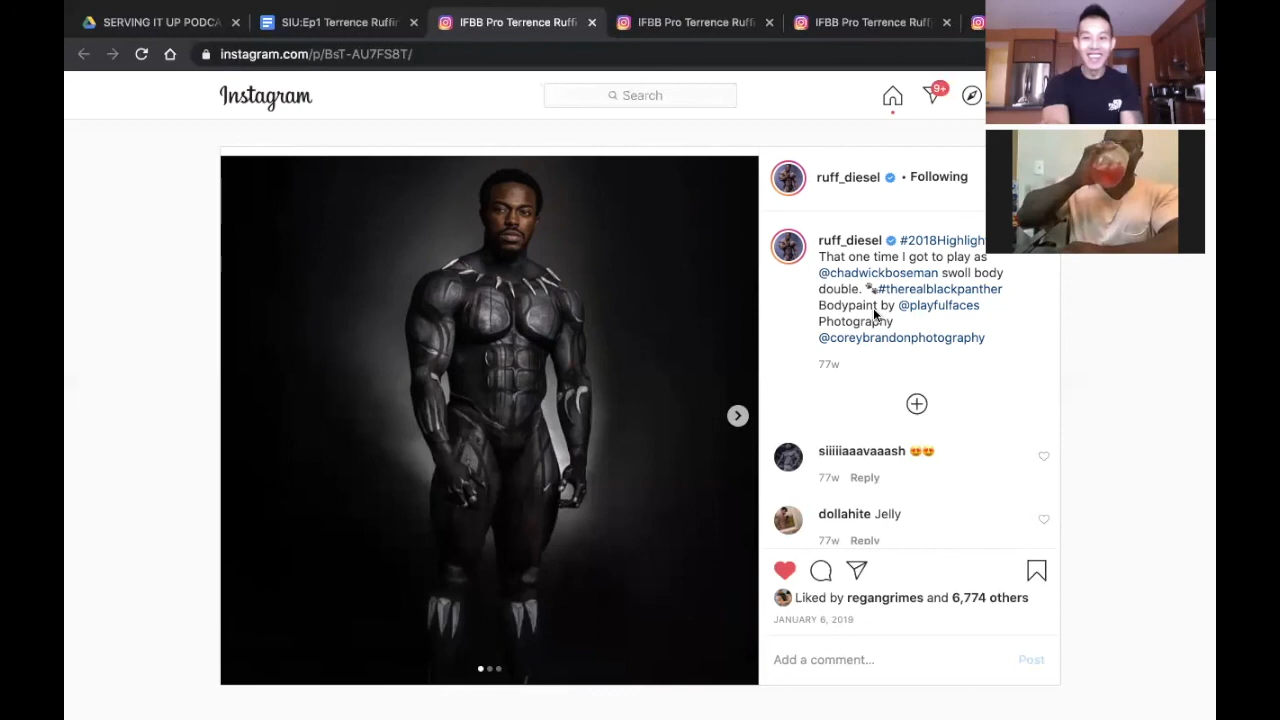 SERVING IT UP PODCA
SIU:Ep1 Terrence Ruffin
IFBB Pro Terrence Ruffi
IFBB Pro Terrence Ruffi
IFBB Pro Terrence Ruff
instagram.com/p/BsT-AU7FS8T/
Instagram
Search
9+
ruff_diesel • Following
ruff_diesel #2018Highligh
That one time I got to play as
@chadwickboseman swoll body
double. 🐾#therealblackpanther
Bodypaint by @playfulfaces
Photography
@coreybrandonphotography
77w
siiiiiaaavaaash 😍😍
77w Reply
dollahite Jelly
77w Reply
Liked by regangrimes and 6,774 others
JANUARY 6, 2019
Add a comment...
Post